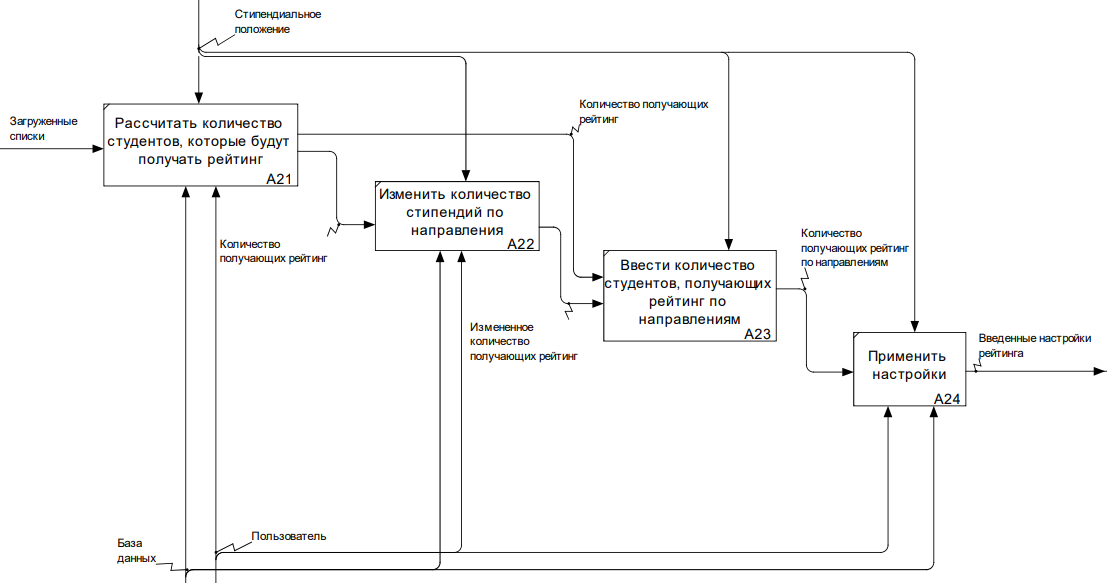 Стипендиальное
положение
Загруженные
списки
Рассчитать количество
студентов, которые будут
получать рейтинг
A21
Количество получающих
рейтинг
Изменить количество
стипендий по
направления
A22
Количество
получающих рейтинг
Количество
получающих рейтинг
по направлениям
Ввести количество
студентов, получающих
рейтинг по
направлениям
A23
Измененное
количество
получающих рейтинг
Применить
настройки
A24
Введенные настройки
рейтинга
База
данных
Пользователь